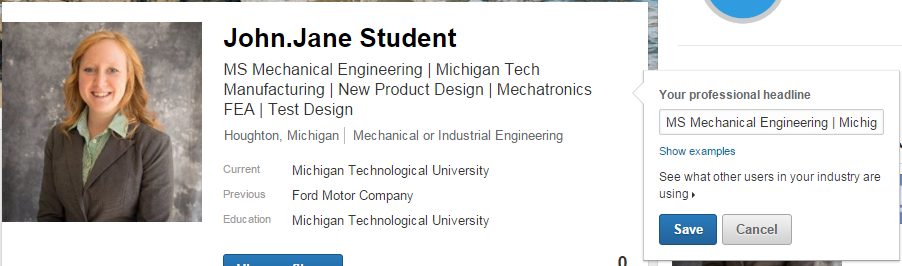 John.Jane Student
MS Mechanical Engineering | Michigan Tech
Manufacturing | New Product Design | Mechatronics
FEA | Test Design
Houghton, Michigan | Mechanical or Industrial Engineering
Current Michigan Technological University
Previous Ford Motor Company
Education Michigan Technological University
0
Your professional headline
MS Mechanical Engineering | Michig
Show examples
See what other users in your industry are
using
Save Cancel